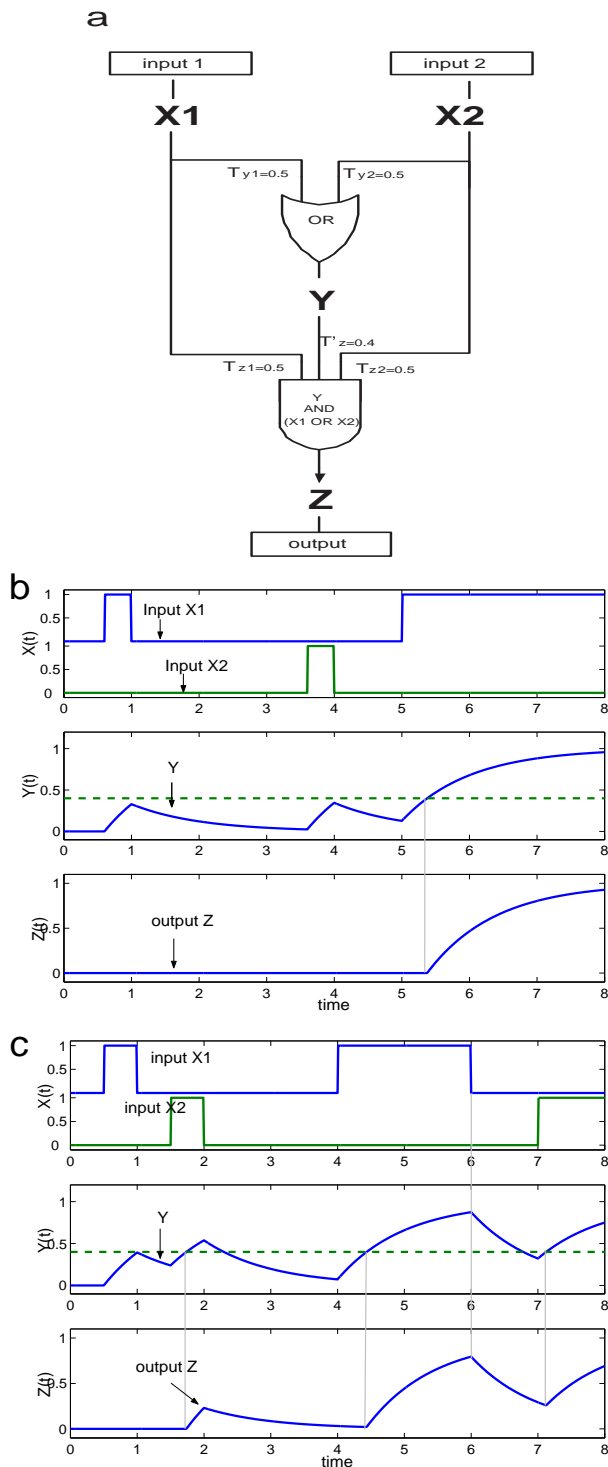 a
input 1 input 2
X1 X2
Ty1=0.5 Ty2=0.5
OR
Y
T'z=0.4
Tz1=0.5 Tz2=0.5
Y
AND
(X1 OR X2)
Z
output
b
X(t)
1
0.5
1
0.5
0
Input X1
Input X2
0 1 2 3 4 5 6 7 8
Y(t)
1
0.5
0
Y
0 1 2 3 4 5 6 7 8
Z(t)
1
0.5
0
output Z
0 1 2 3 4 5 6 7 8
time
c
X(t)
1
0.5
1
0.5
0
input X1
input X2
0 1 2 3 4 5 6 7 8
Y(t)
1
0.5
0
Y
0 1 2 3 4 5 6 7 8
Z(t)
1
0.5
0
output Z
0 1 2 3 4 5 6 7 8
time